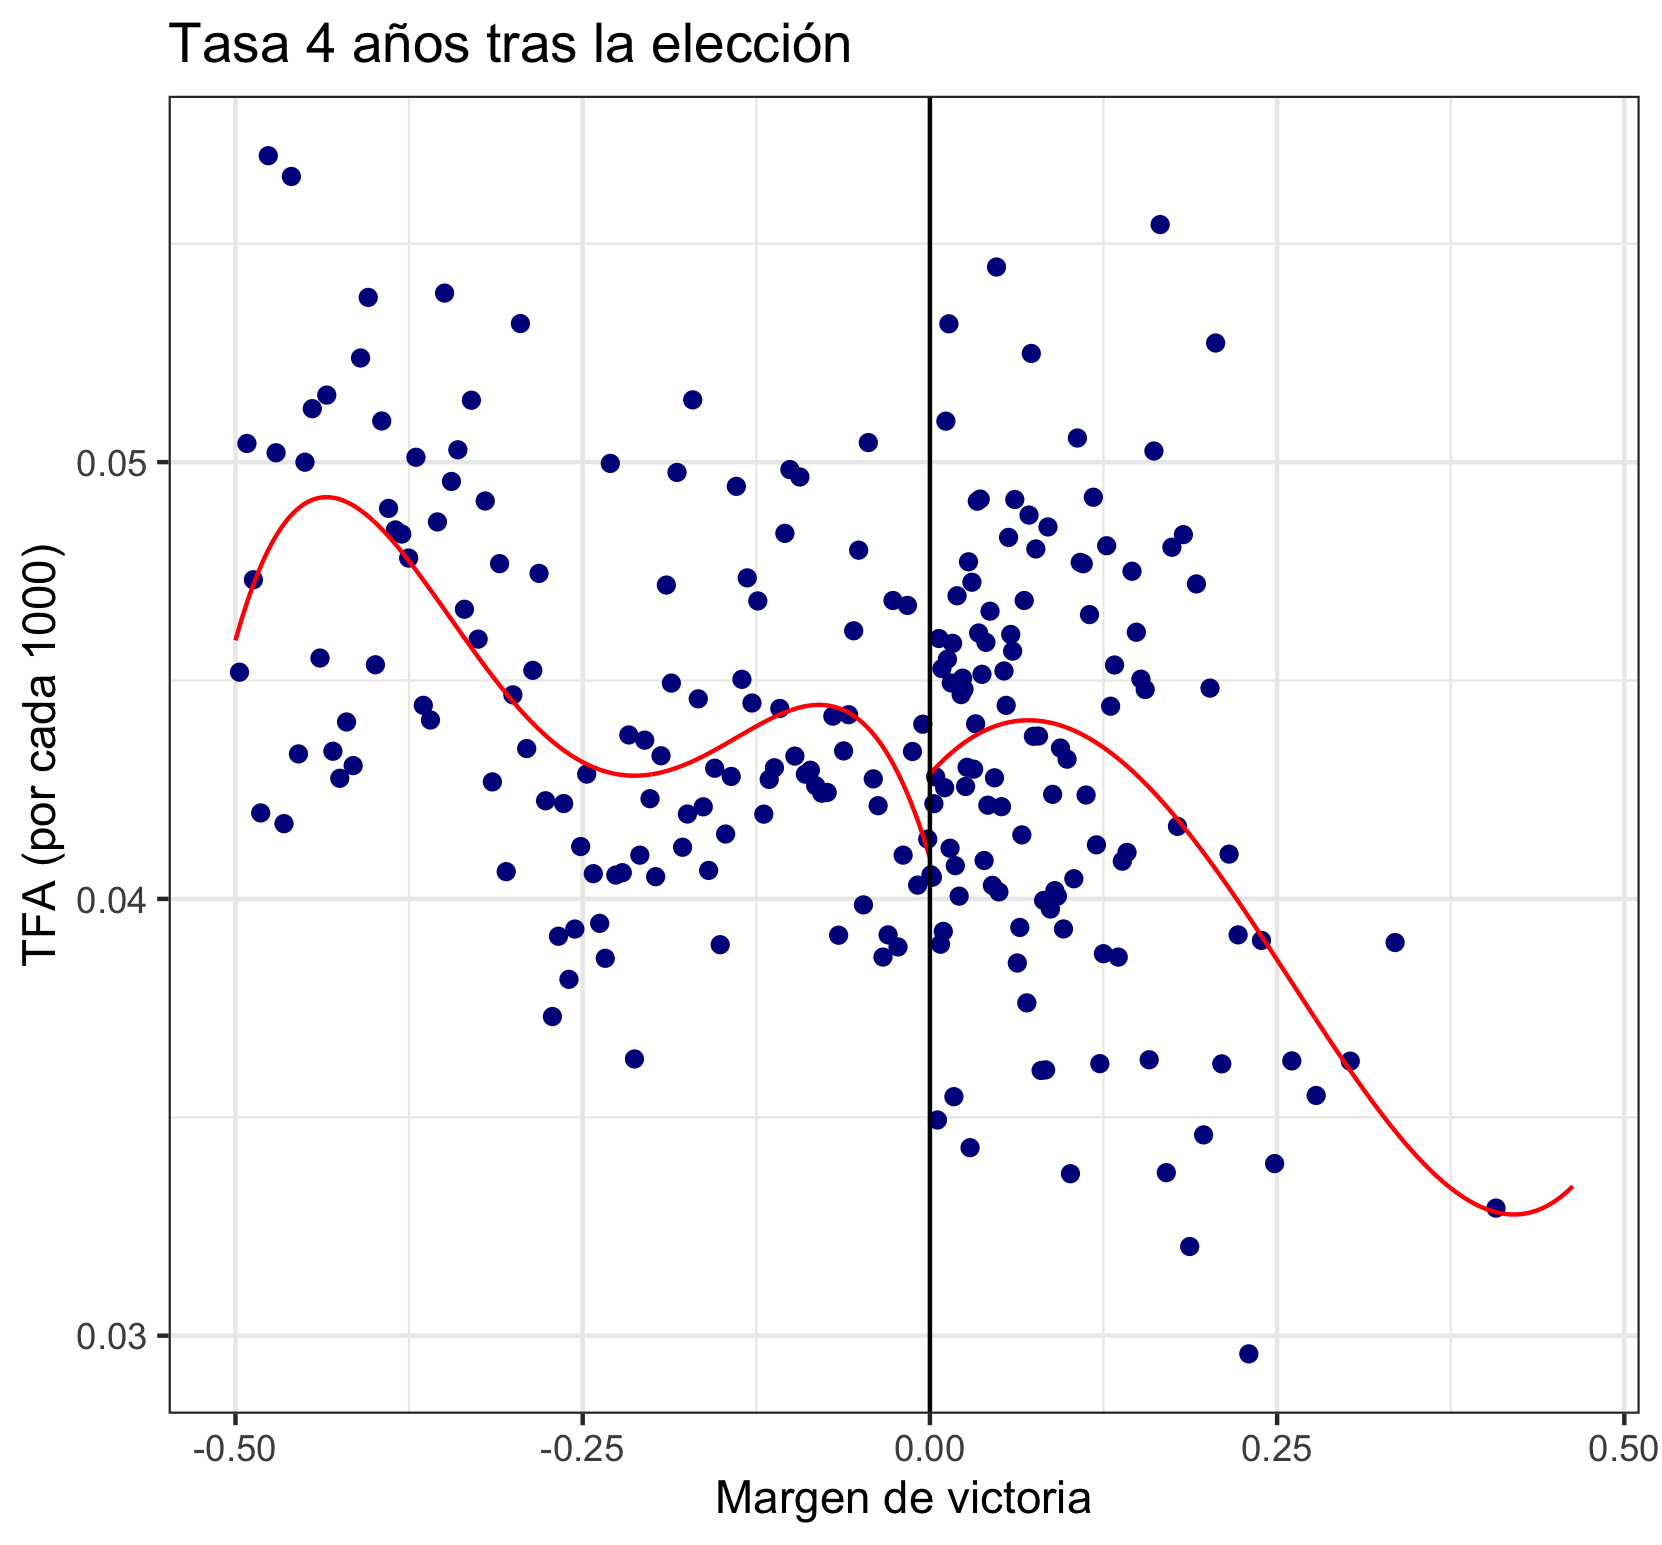 Tasa 4 años tras la elección
TFA (por cada 1000)
0.05
0.04
0.03
-0.50 -0.25 0.00 0.25 0.50
Margen de victoria